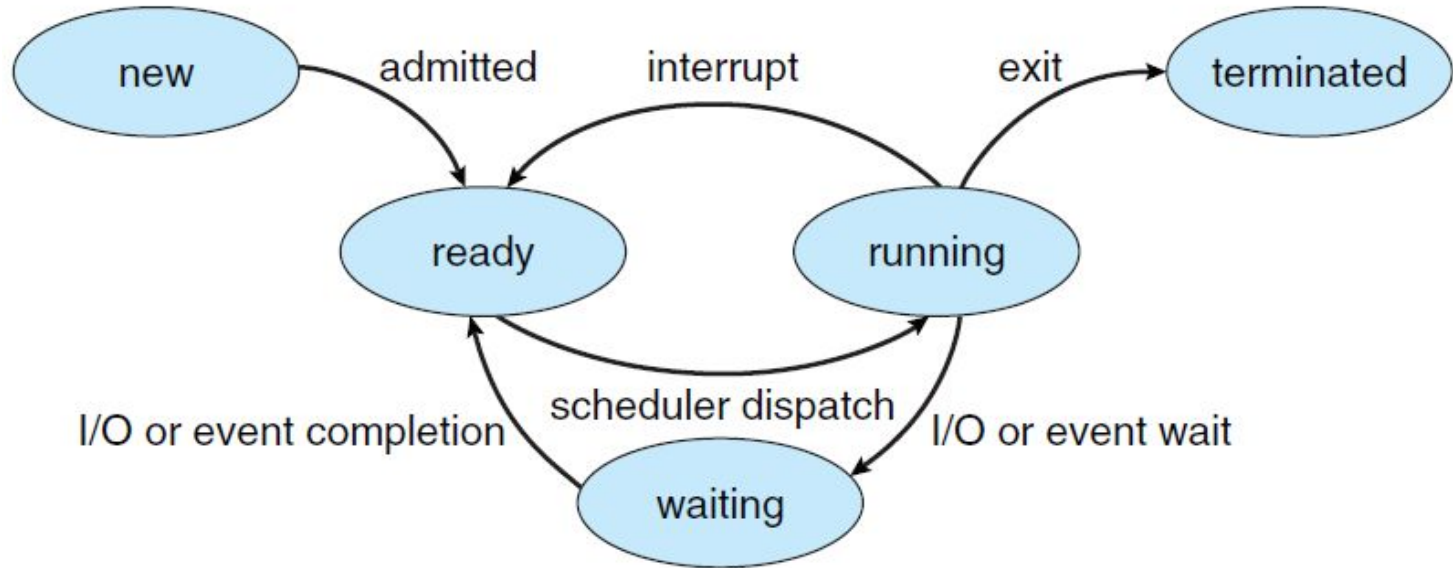 new
admitted
interrupt
exit
terminated
ready
running
scheduler dispatch
I/O or event completion
I/O or event wait
waiting